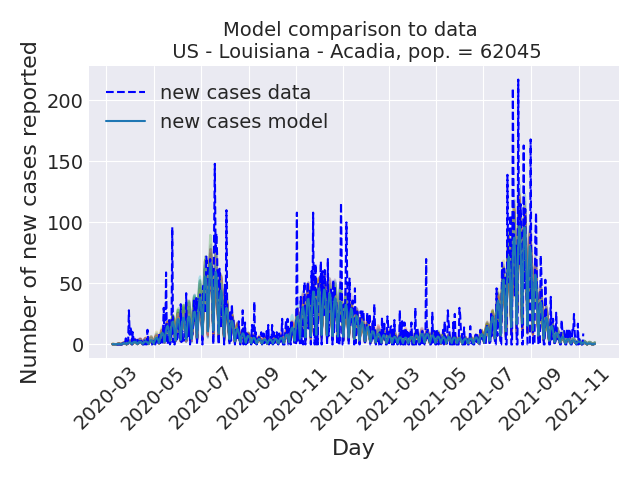 Model comparison to data
US - Louisiana - Acadia, pop. = 62045
Number of new cases reported
200
150
100
50
0
new cases data
new cases model
2020-03
2020-05
2020-07
2020-09
2020-11
2021-01
2021-03
2021-05
2021-07
2021-09
2021-11
Day